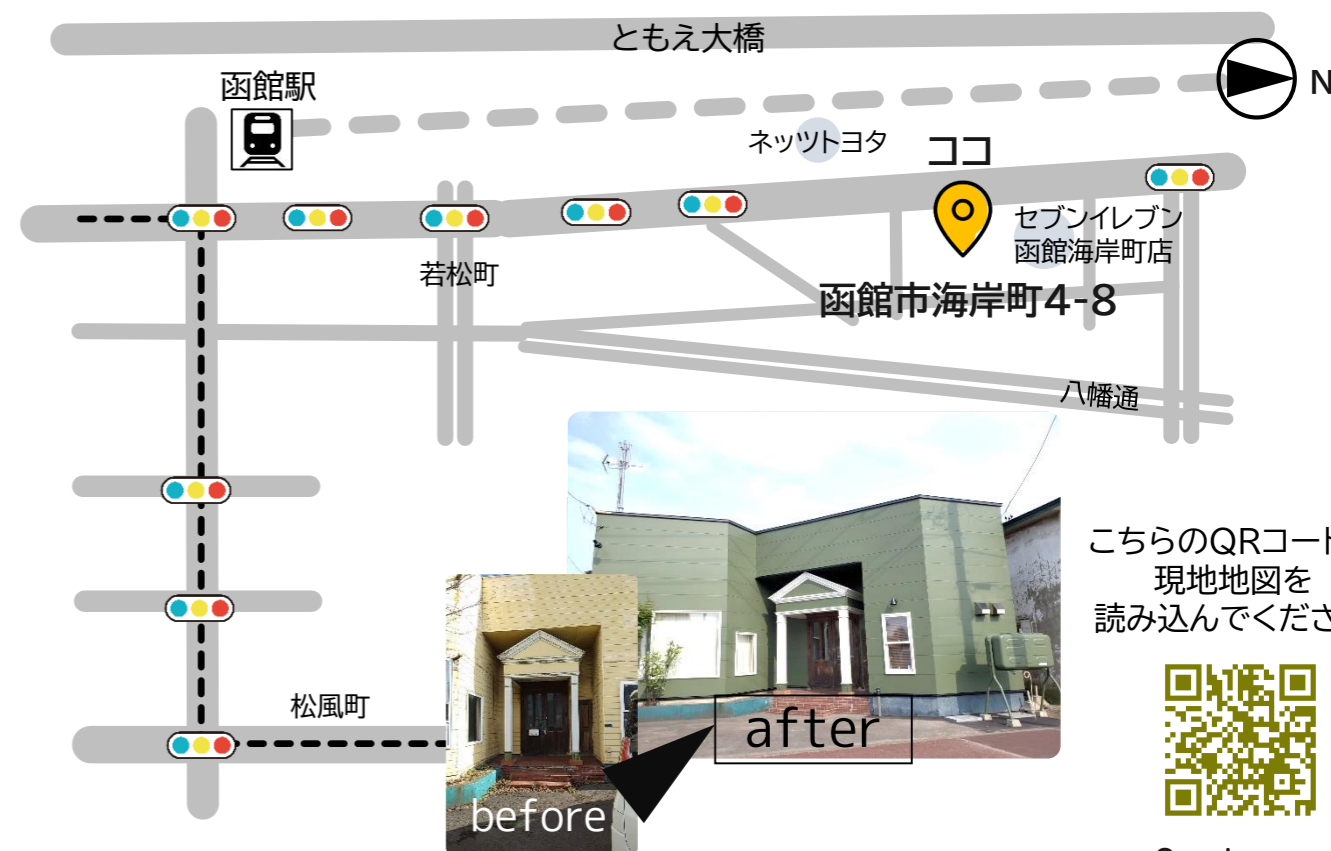 ともえ大橋
函館駅
N
ネッツトヨタ
ココ
セブンイレブン
函館海岸町店
若松町
函館市海岸町4-8
八幡通
こちらのQRコード
現地地図を
読み込んでくださ
松風町
after
before